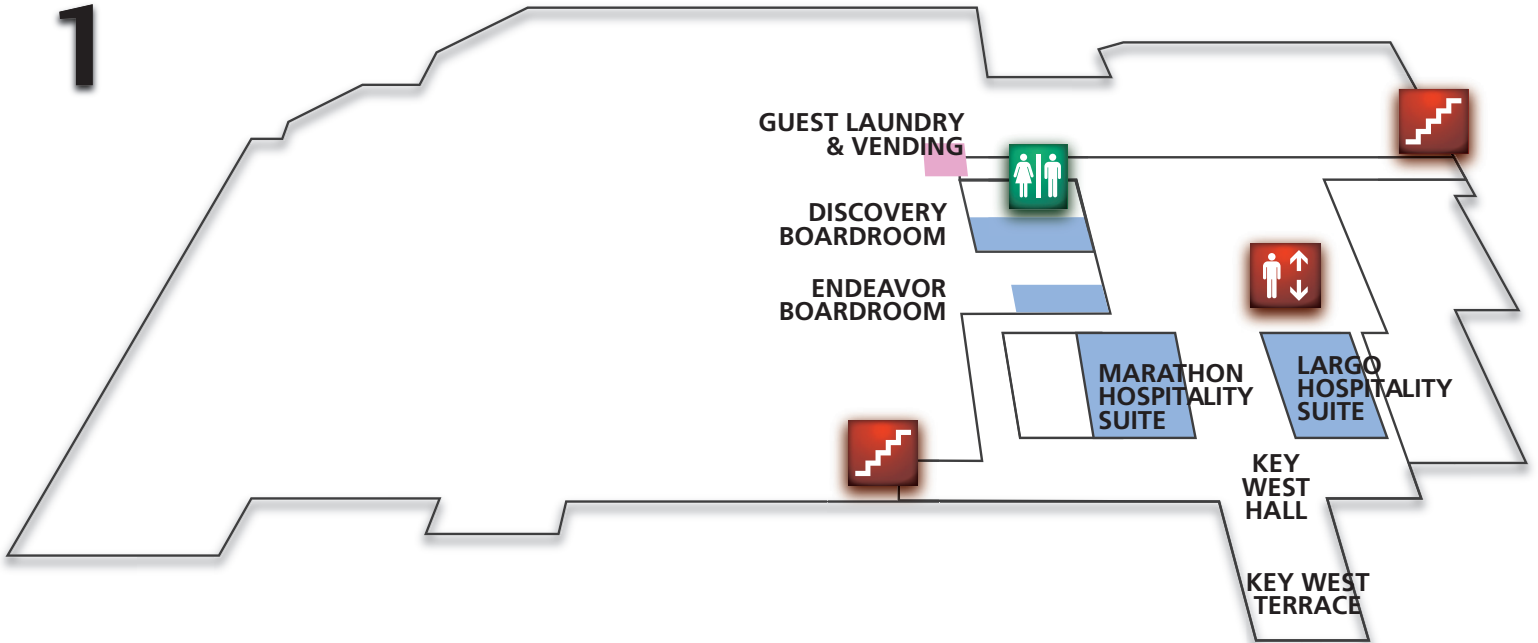 1
GUEST LAUNDRY
& VENDING
DISCOVERY
BOARDROOM
ENDEAVOR
BOARDROOM
MARATHON
HOSPITALITY
SUITE
LARGO
HOSPITALITY
SUITE
KEY
WEST
HALL
KEY WEST
TERRACE